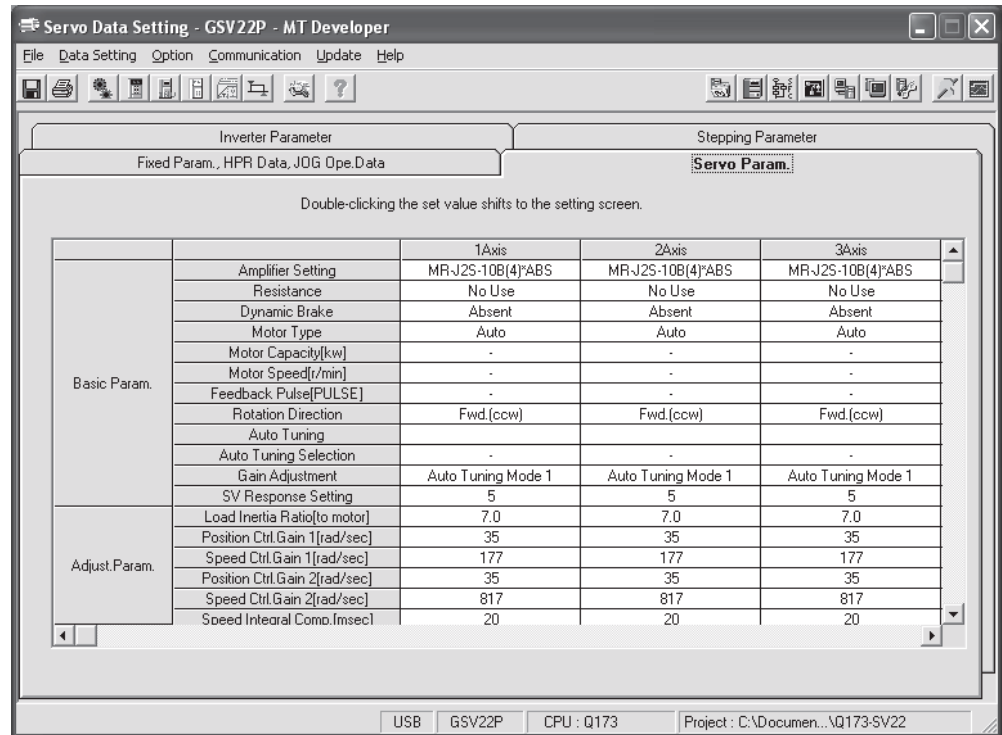 Servo Data Setting - GSV22P - MT Developer
File Data Setting Option Communication Update Help
Inverter Parameter Stepping Parameter
Fixed Param., HPR Data, JOG Ope.Data Servo Param.
Double-clicking the set value shifts to the setting screen.
1Axis 2Axis 3Axis
Basic Param.
Amplifier Setting MR-J2S-10B(4)*ABS MR-J2S-10B(4)*ABS MR-J2S-10B(4)*ABS
Resistance No Use No Use No Use
Dynamic Brake Absent Absent Absent
Motor Type Auto Auto Auto
Motor Capacity[kw] - - -
Motor Speed[r/min] - - -
Feedback Pulse[PULSE] - - -
Rotation Direction Fwd.(ccw) Fwd.(ccw) Fwd.(ccw)
Auto Tuning
Auto Tuning Selection - - -
Gain Adjustment Auto Tuning Mode 1 Auto Tuning Mode 1 Auto Tuning Mode 1
SV Response Setting 5 5 5
Adjust.Param.
Load Inertia Ratio[to motor] 7.0 7.0 7.0
Position Ctrl.Gain 1[rad/sec] 35 35 35
Speed Ctrl.Gain 1[rad/sec] 177 177 177
Position Ctrl.Gain 2[rad/sec] 35 35 35
Speed Ctrl.Gain 2[rad/sec] 817 817 817
Speed Integral Comp.[msec] 20 20 20
USB GSV22P CPU : Q173 Project : C:\Documen...\Q173-SV22